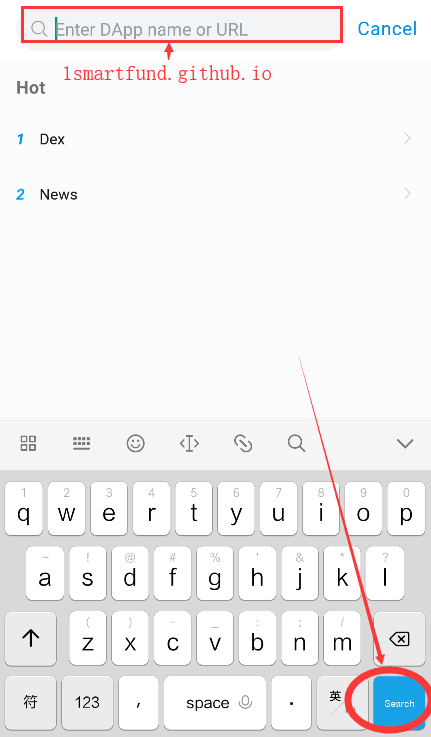 Enter DApp name or URL Cancel
1smartfund.github.io
Hot
1 Dex
2 News
1 2 3 4 5 6 7 8 9 0
q w e r t y u i o p
~ ! @ # % ' & * ?
a s d f g h j k l
( ) - _ : ; /
z x c v b n m
符 123 , space . 英 Search